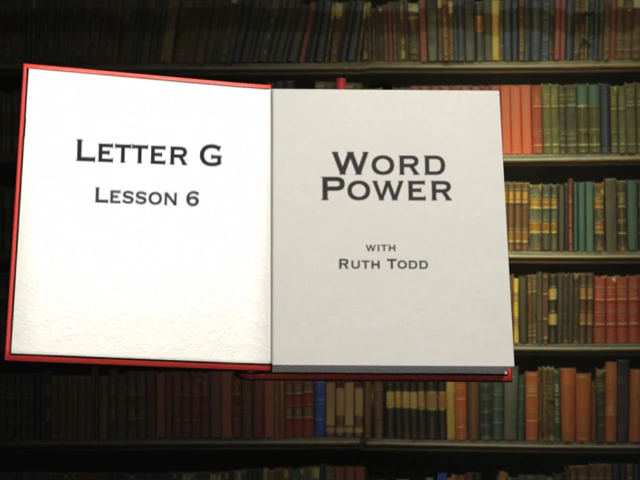 LETTER G
LESSON 6
WORD
POWER
WITH
RUTH TODD